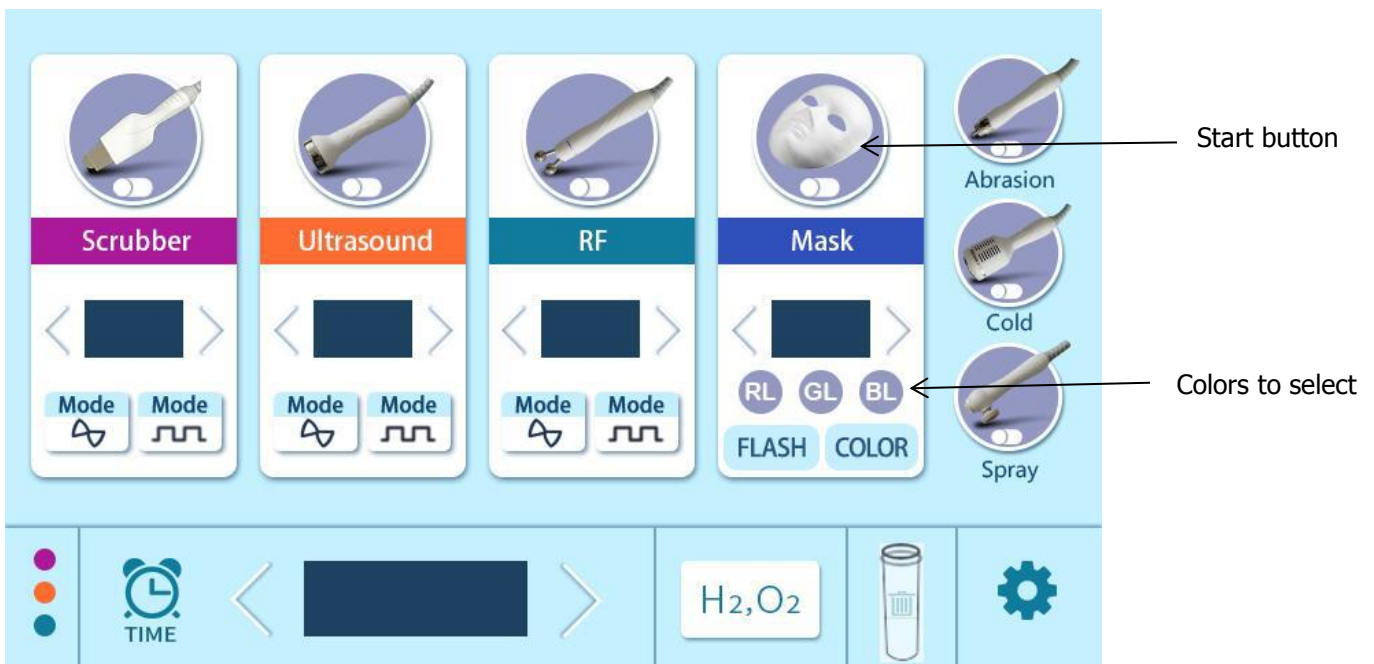 Start button
Abrasion
Scrubber
Ultrasound
RF
Mask
Cold
RL GL BL
Colors to select
Mode Mode
Mode Mode
Mode Mode
FLASH COLOR
Spray
TIME
H2,O2